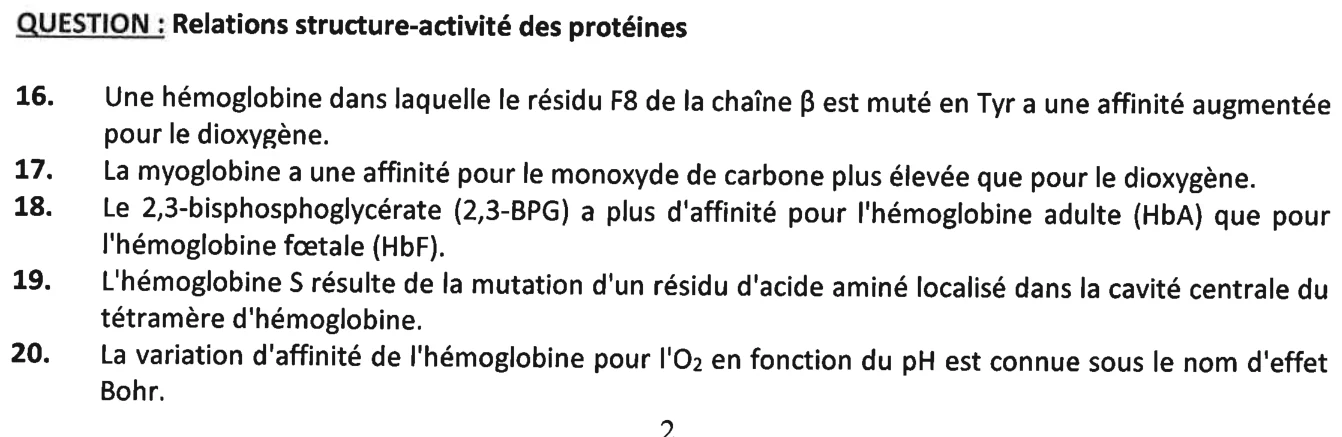 QUESTION : Relations structure-activité des protéines
16. Une hémoglobine dans laquelle le résidu F8 de la chaîne β est muté en Tyr a une affinité augmentée
pour le dioxygène.
17. La myoglobine a une affinité pour le monoxyde de carbone plus élevée que pour le dioxygène.
18. Le 2,3-bisphosphoglycérate (2,3-BPG) a plus d'affinité pour l'hémoglobine adulte (HbA) que pour
l'hémoglobine fœtale (HbF).
19. L'hémoglobine S résulte de la mutation d'un résidu d'acide aminé localisé dans la cavité centrale du
tétramère d'hémoglobine.
20. La variation d'affinité de l'hémoglobine pour l'O₂ en fonction du pH est connue sous le nom d'effet
Bohr.
2